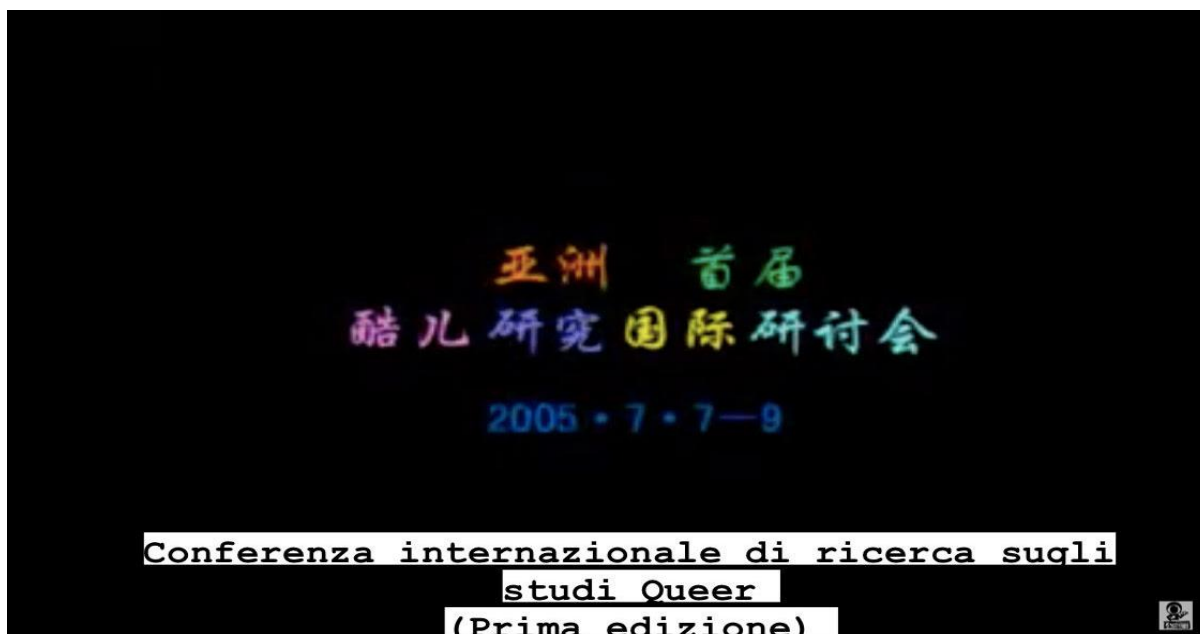 亚洲 首届
酷儿研究国际研讨会
2005·7·7—9
Conferenza internazionale di ricerca sugli
studi Queer
(Prima edizione)